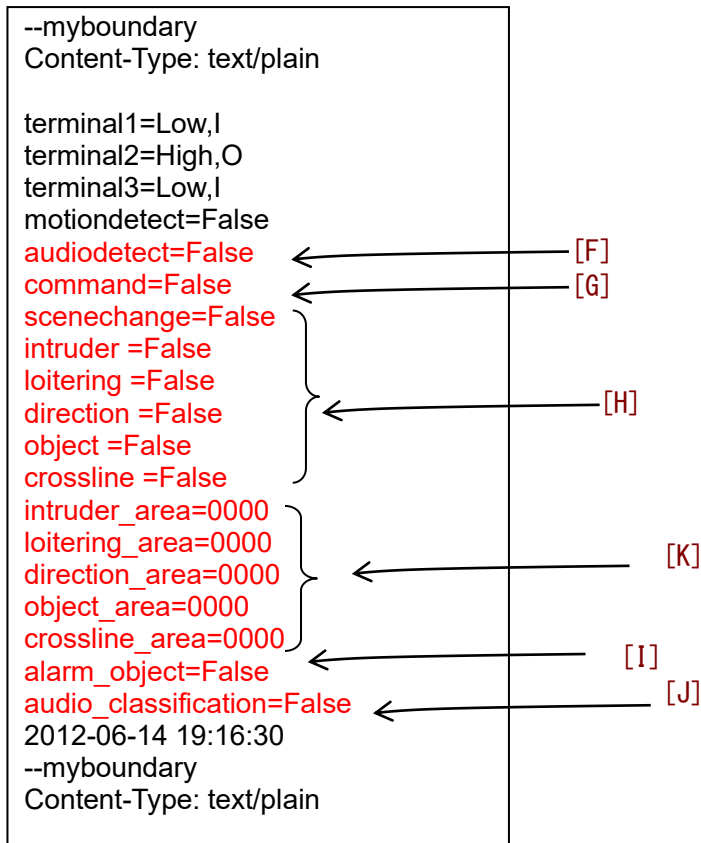 --myboundary
Content-Type: text/plain

terminal1=Low,I
terminal2=High,O
terminal3=Low,I
motiondetect=False
audiodetect=False [F]
command=False [G]
scenechange=False
intruder =False
loitering =False
direction =False [H]
object =False
crossline =False
intruder_area=0000
loitering_area=0000 [K]
direction_area=0000
object_area=0000
crossline_area=0000
alarm_object=False [I]
audio_classification=False [J]
2012-06-14 19:16:30
--myboundary
Content-Type: text/plain